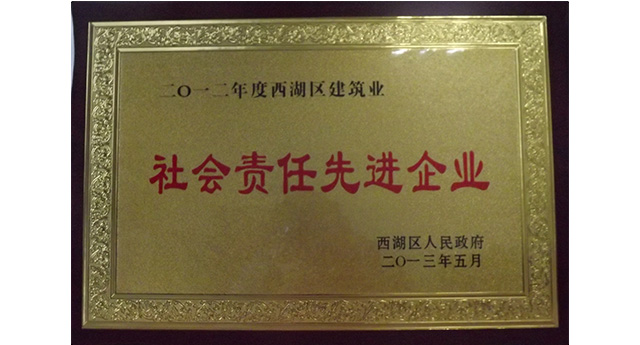 二〇一二年度西湖区建筑业
社会责任先进企业
西湖区人民政府
二〇一三年五月